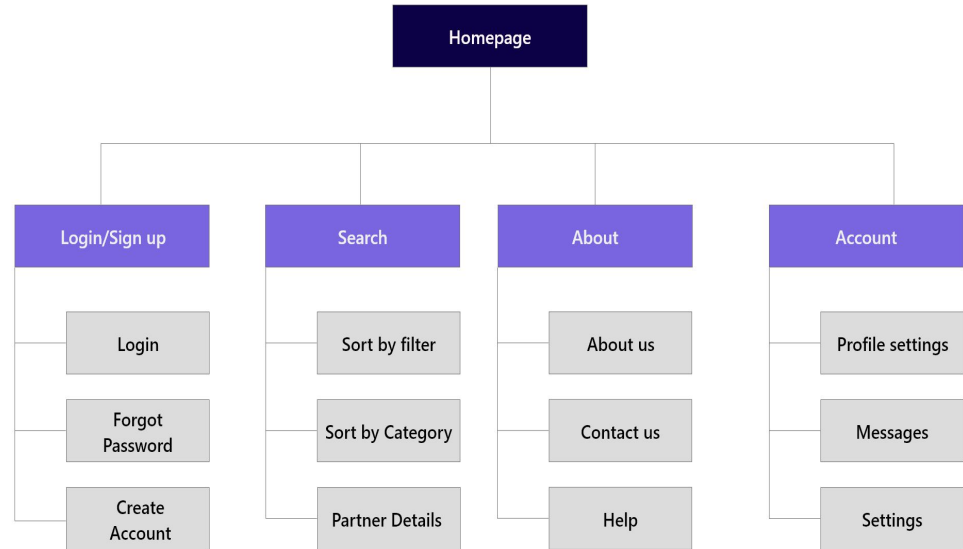 Homepage
Login/Sign up
Search
About
Account
Login
Sort by filter
About us
Profile settings
Forgot
Password
Sort by Category
Contact us
Messages
Create
Account
Partner Details
Help
Settings